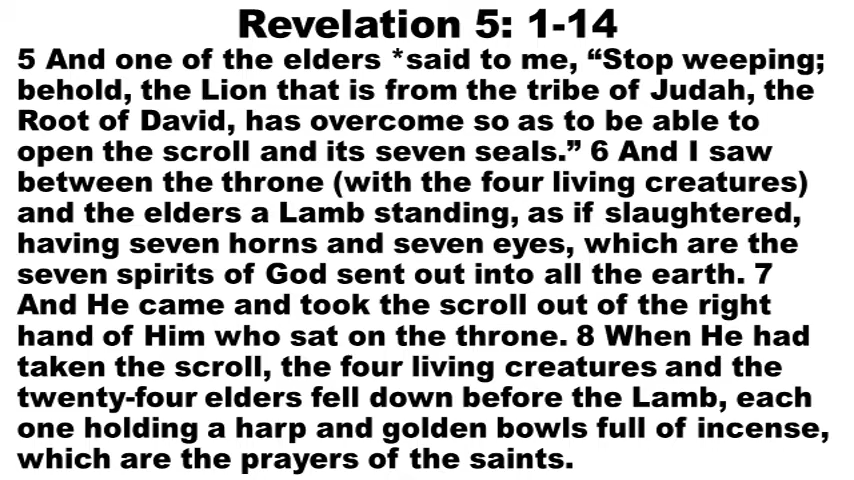 Revelation 5: 1-14
5 And one of the elders *said to me, “Stop weeping;
behold, the Lion that is from the tribe of Judah, the
Root of David, has overcome so as to be able to
open the scroll and its seven seals.” 6 And I saw
between the throne (with the four living creatures)
and the elders a Lamb standing, as if slaughtered,
having seven horns and seven eyes, which are the
seven spirits of God sent out into all the earth. 7
And He came and took the scroll out of the right
hand of Him who sat on the throne. 8 When He had
taken the scroll, the four living creatures and the
twenty-four elders fell down before the Lamb, each
one holding a harp and golden bowls full of incense,
which are the prayers of the saints.